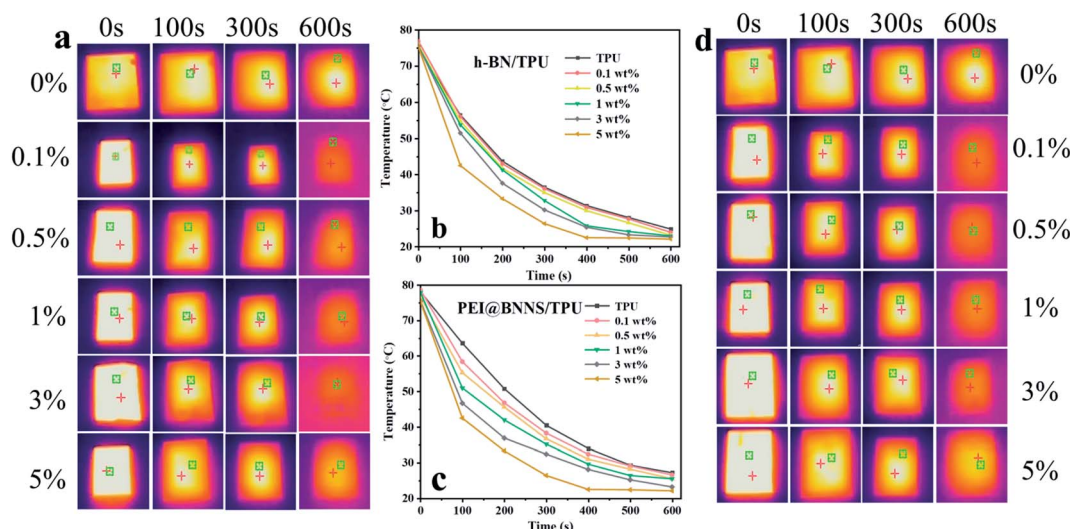 a
0s 100s 300s 600s
0%
0.1%
0.5%
1%
3%
5%
80
70
60
50
40
30
20
Temperature (°C)
h-BN/TPU
TPU
0.1 wt%
0.5 wt%
1 wt%
3 wt%
5 wt%
b
0 100 200 300 400 500 600
Time (s)
80
70
60
50
40
30
20
Temperature (°C)
PEI@BNNS/TPU
TPU
0.1 wt%
0.5 wt%
1 wt%
3 wt%
5 wt%
c
0 100 200 300 400 500 600
Time (s)
d
0s 100s 300s 600s
0%
0.1%
0.5%
1%
3%
5%